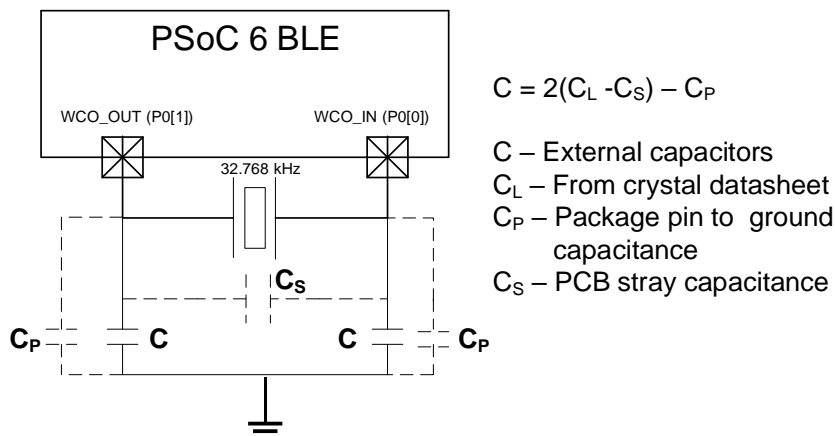 PSoC 6 BLE
WCO_OUT (P0[1])
WCO_IN (P0[0])
32.768 kHz
CS
CP
C
C
CP
C = 2(CL -CS) – CP
C – External capacitors
CL – From crystal datasheet
CP – Package pin to ground
capacitance
CS – PCB stray capacitance